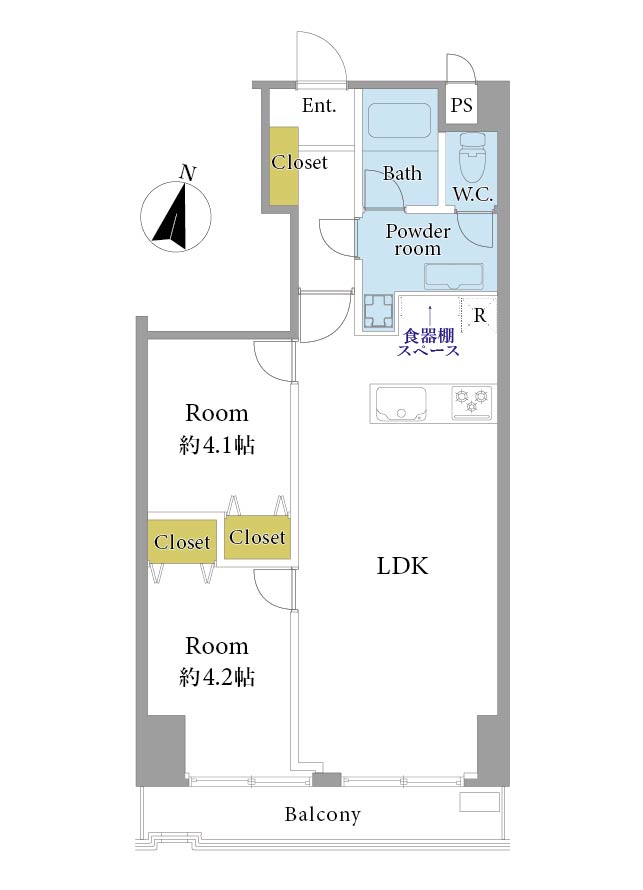 Ent.
PS
Closet
Bath
W.C.
N
Powder
room
R
食器棚
スペース
Room
約4.1帖
Closet
Closet
LDK
Room
約4.2帖
Balcony